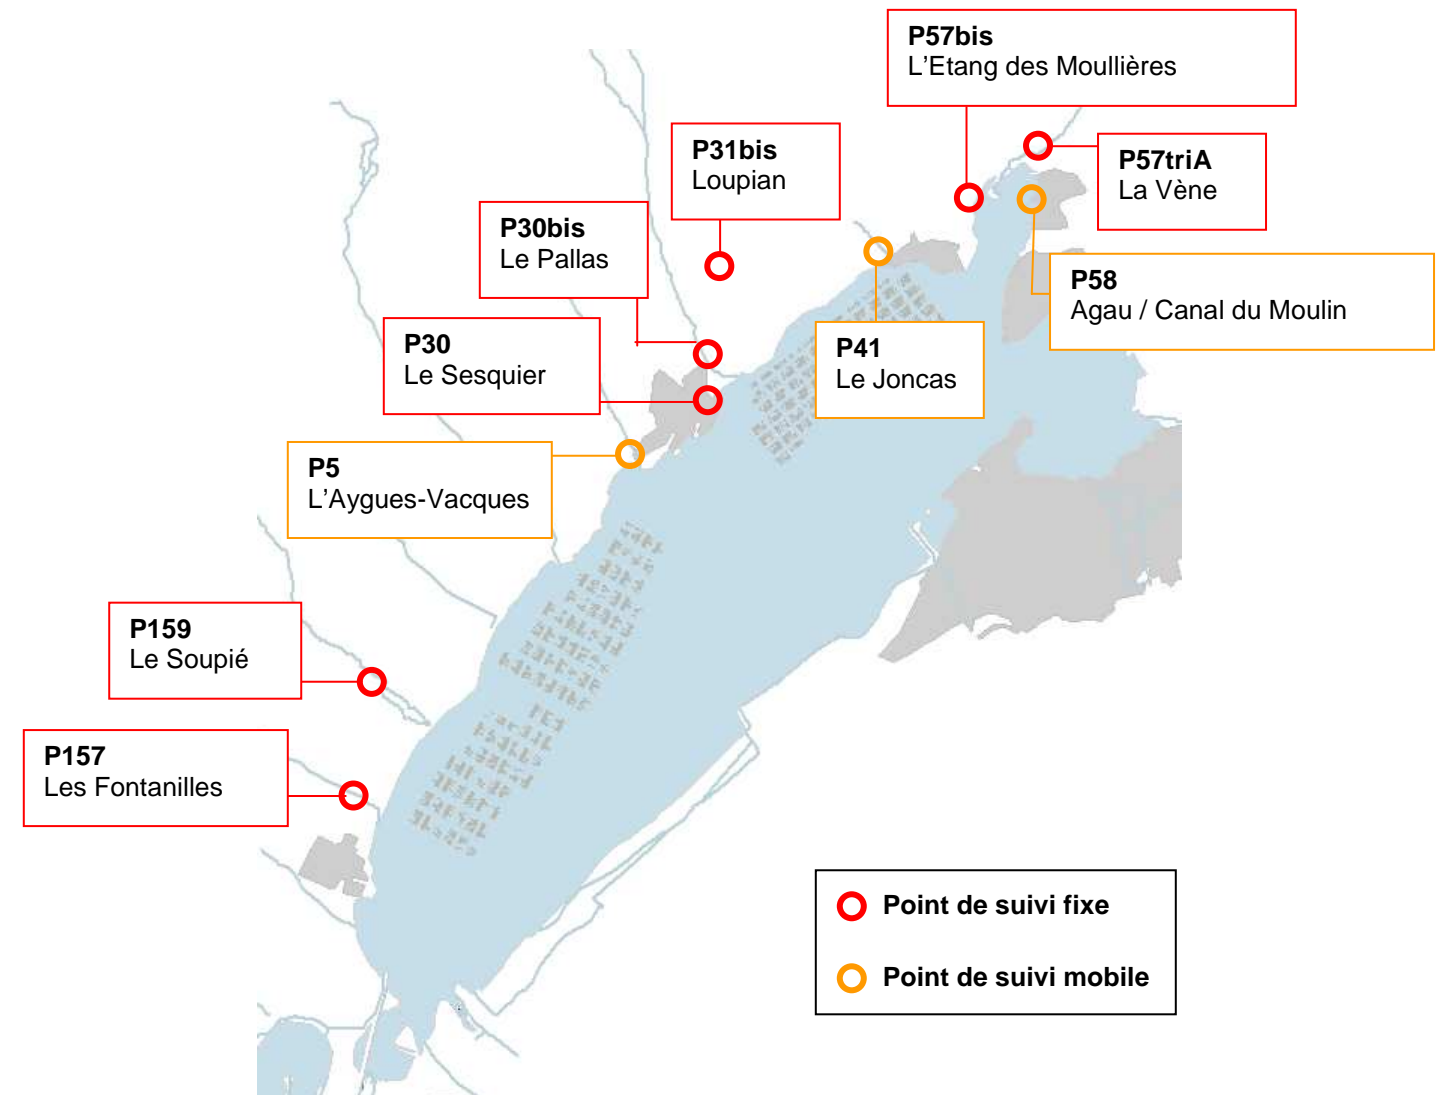 P57bis
L'Etang des Moullières
P31bis
Loupian
P57triA
La Vène
P30bis
Le Pallas
P58
Agau / Canal du Moulin
P30
Le Sesquier
P41
Le Joncas
P5
L'Aygues-Vacques
P159
Le Soupié
P157
Les Fontanilles
Point de suivi fixe
Point de suivi mobile